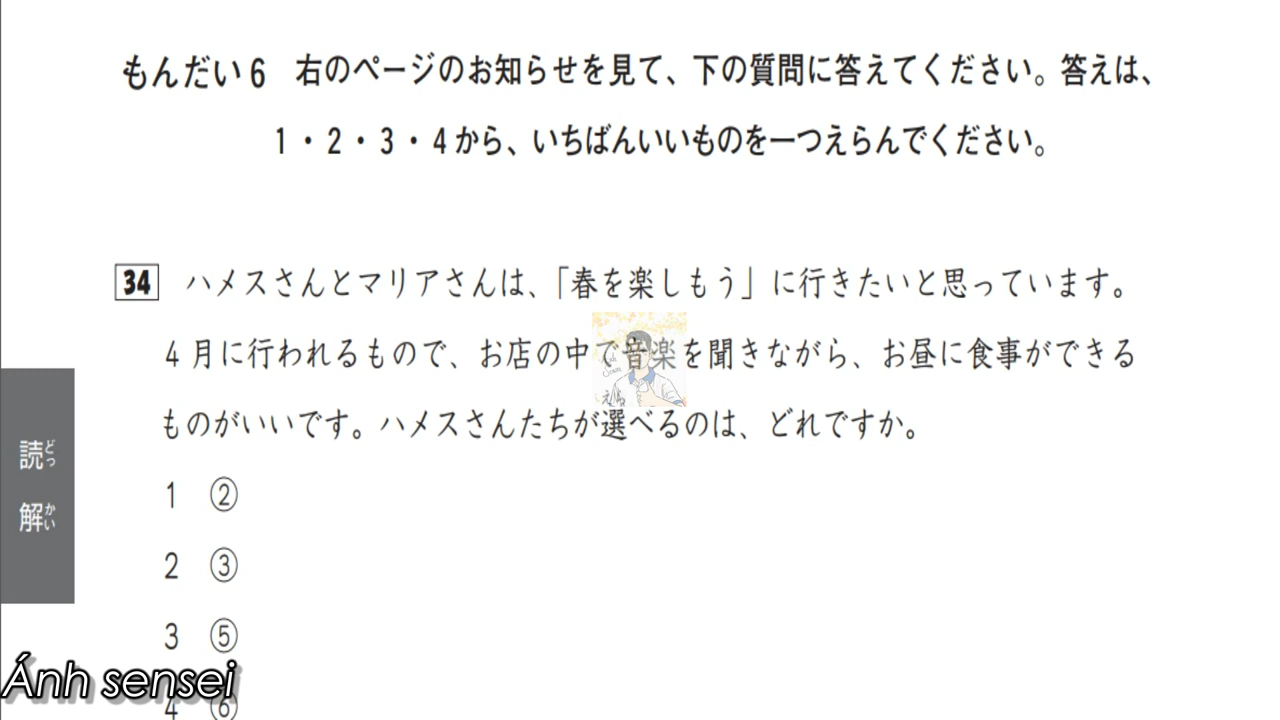 もんだい6 右のページのお知らせを見て、下の質問に答えてください。答えは、
1・2・3・4から、いちばんいいものを一つえらんでください。
34 ハメスさんとマリアさんは、「春を楽しもう」に行きたいと思っています。
4月に行われるもので、お店の中で音楽を聞きながら、お昼に食事ができる
ものがいいです。ハメスさんたちが選べるのは、どれですか。
1 ②
2 ③
3 ⑤
4 ⑥
読解
どっかい
Ánh sensei